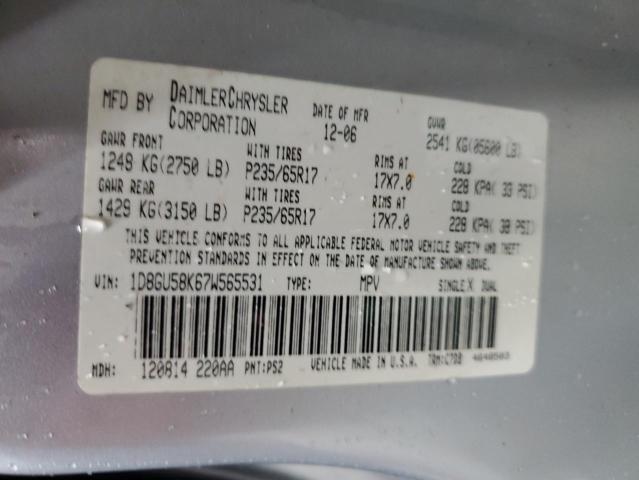 MFD BY DAIMLERCHRYSLER CORPORATION DATE OF MFR 12-06 GVWR 2541 KG(05600 LB)
GAWR FRONT WITH TIRES RIMS AT COLD
1248 KG(2750 LB) P235/65R17 17X7.0 228 KPA( 33 PSI)
GAWR REAR WITH TIRES RIMS AT COLD
1429 KG(3150 LB) P235/65R17 17X7.0 228 KPA( 33 PSI)
THIS VEHICLE CONFORMS TO ALL APPLICABLE FEDERAL MOTOR VEHICLE SAFETY AND THEFT
PREVENTION STANDARDS IN EFFECT ON THE DATE OF MANUFACTURE SHOWN ABOVE.
VIN: 1D8GU58K67W565531 TYPE: MPV SINGLE X DUAL
MDH: 120814 220AA PNT:PS2 VEHICLE MADE IN U.S.A. TRM:C7D8 4648503